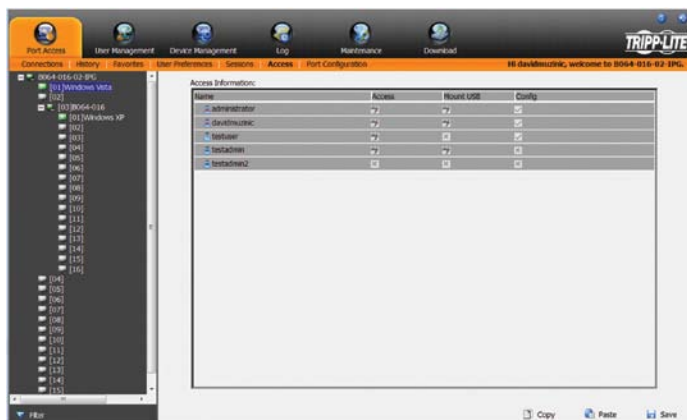 Port Access User Management Device Management Log Maintenance Download
TRIPP·LITE
Connections History Favorites User Preferences Sessions Access Port Configuration
Hi davidmuzinic, welcome to B064-016-02-IPG.
B064-016-02-IPG
[01]Windows Vista
[02]
[03]B064-016
[01]Windows XP
[02]
[03]
[04]
[05]
[06]
[07]
[08]
[09]
[10]
[11]
[12]
[13]
[14]
[15]
[16]
[04]
[05]
[06]
[07]
[08]
[09]
[10]
[11]
[12]
[13]
[14]
[15]
Filter
Access Information:
Name Access Mount USB Config
administrator
davidmuzinic
testuser
testadmin
testadmin2
Copy Paste Save